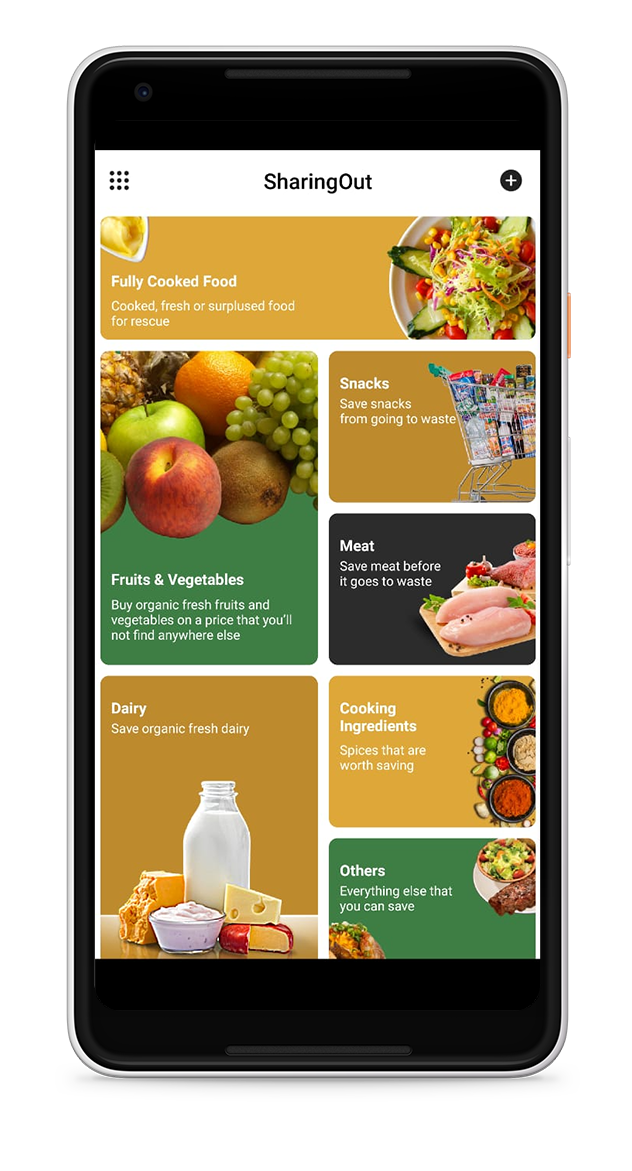 SharingOut
Fully Cooked Food
Cooked, fresh or surplused food
for rescue
Fruits & Vegetables
Buy organic fresh fruits and
vegetables on a price that you'll
not find anywhere else
Snacks
Save snacks
from going to waste
Meat
Save meat before
it goes to waste
Dairy
Save organic fresh dairy
Cooking
Ingredients
Spices that are
worth saving
Others
Everything else that
you can save